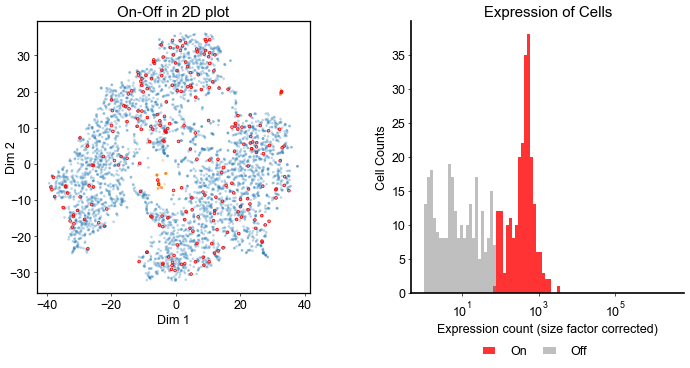 On-Off in 2D plot
Dim 2
30
20
10
0
−10
−20
−30
−40
−20
0
20
40
Dim 1
Expression of Cells
Cell Counts
35
30
25
20
15
10
5
0
10^1
10^3
10^5
Expression count (size factor corrected)
On
Off